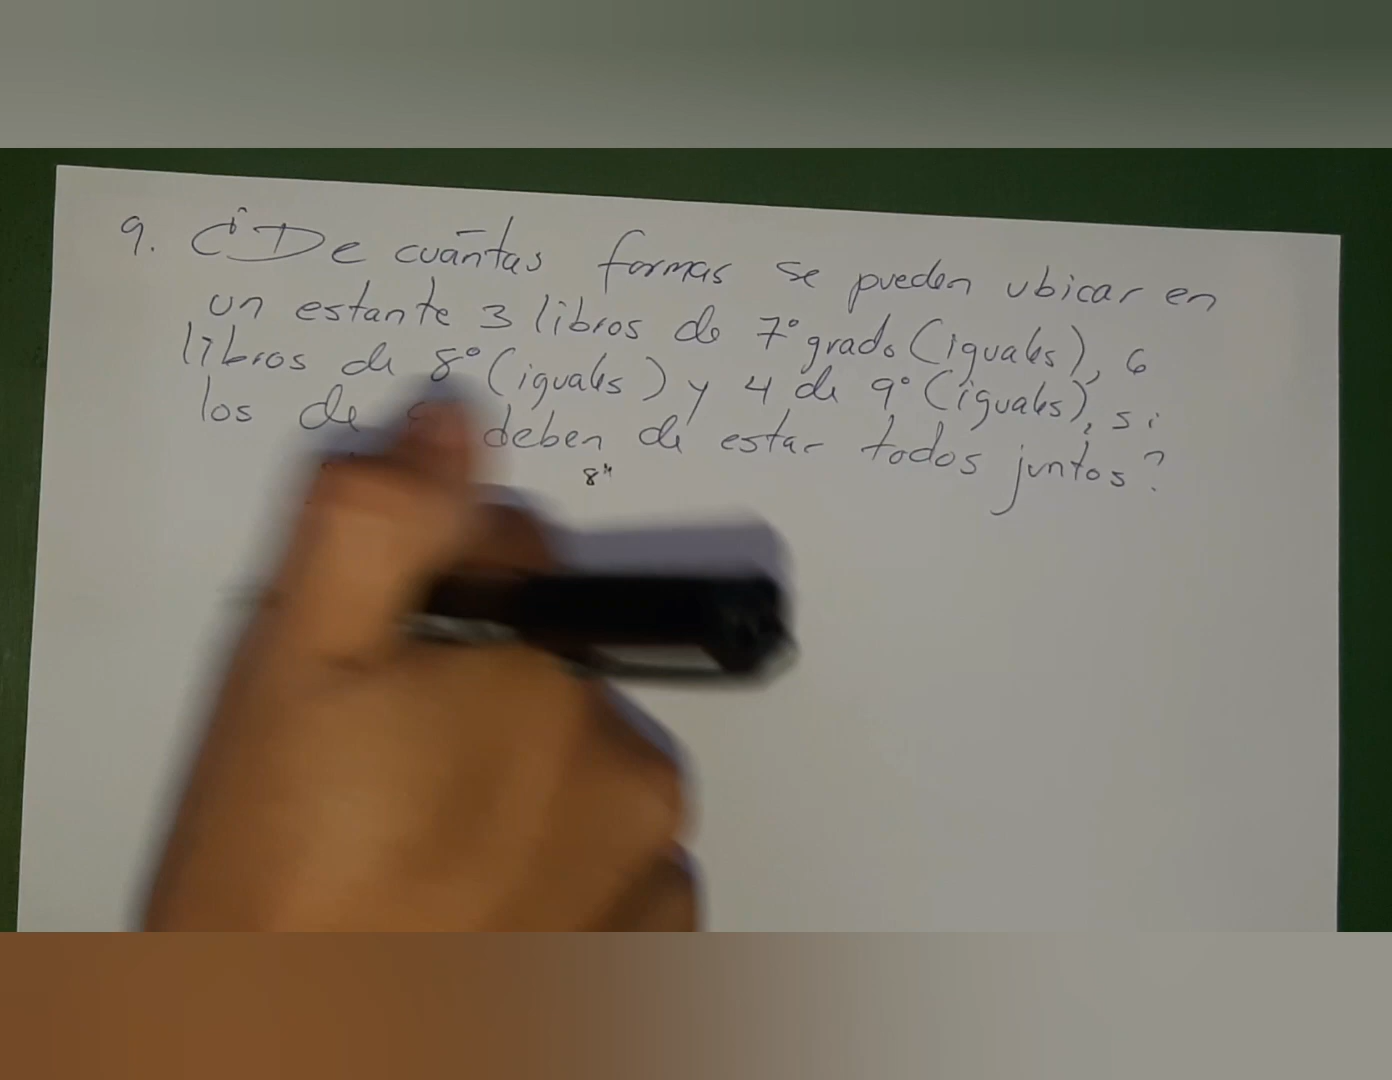 9. ¿De cuántas formas se pueden ubicar en
un estante 3 libros de 7° grado (iguales), 6
libros de 8° (iguales) y 4 de 9° (iguales), si
los de deben de estar todos juntos?
8"